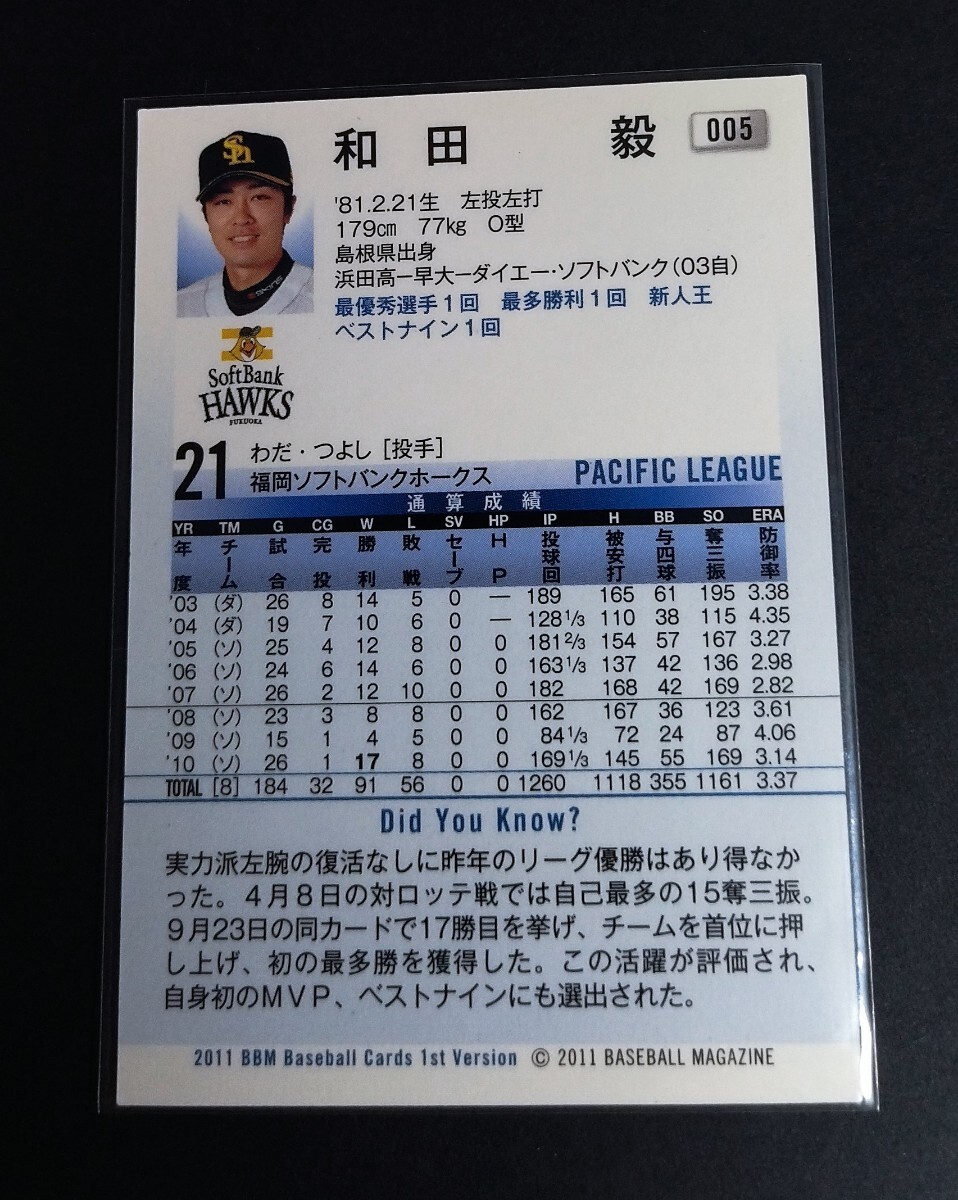 和田 毅 005
'81.2.21生 左投左打
179cm 77kg O型
島根県出身
浜田高ー早大ーダイエー・ソフトバンク(03自)
最優秀選手1回 最多勝利1回 新人王
ベストナイン1回
SoftBank
HAWKS
FUKUOKA
21 わだ・つよし[投手]
福岡ソフトバンクホークス PACIFIC LEAGUE
通算成績
YR TM G CG W L SV HP IP H BB SO ERA
年度 チーム 試合 完投 勝利 敗戦 セーブ HP 投球回 被安打 与四球 奪三振 防御率
'03 (ダ) 26 8 14 5 0 — 189 165 61 195 3.38
'04 (ダ) 19 7 10 6 0 — 128 1/3 110 38 115 4.35
'05 (ソ) 25 4 12 8 0 0 181 2/3 154 57 167 3.27
'06 (ソ) 24 6 14 6 0 0 163 1/3 137 42 136 2.98
'07 (ソ) 26 2 12 10 0 0 182 168 42 169 2.82
'08 (ソ) 23 3 8 8 0 0 162 167 36 123 3.61
'09 (ソ) 15 1 4 5 0 0 84 1/3 72 24 87 4.06
'10 (ソ) 26 1 17 8 0 0 169 1/3 145 55 169 3.14
TOTAL [8] 184 32 91 56 0 0 1260 1118 355 1161 3.37
Did You Know?
実力派左腕の復活なしに昨年のリーグ優勝はあり得なか
った。4月8日の対ロッテ戦では自己最多の15奪三振。
9月23日の同カードで17勝目を挙げ、チームを首位に押
し上げ、初の最多勝を獲得した。この活躍が評価され、
自身初のMVP、ベストナインにも選出された。
2011 BBM Baseball Cards 1st Version © 2011 BASEBALL MAGAZINE